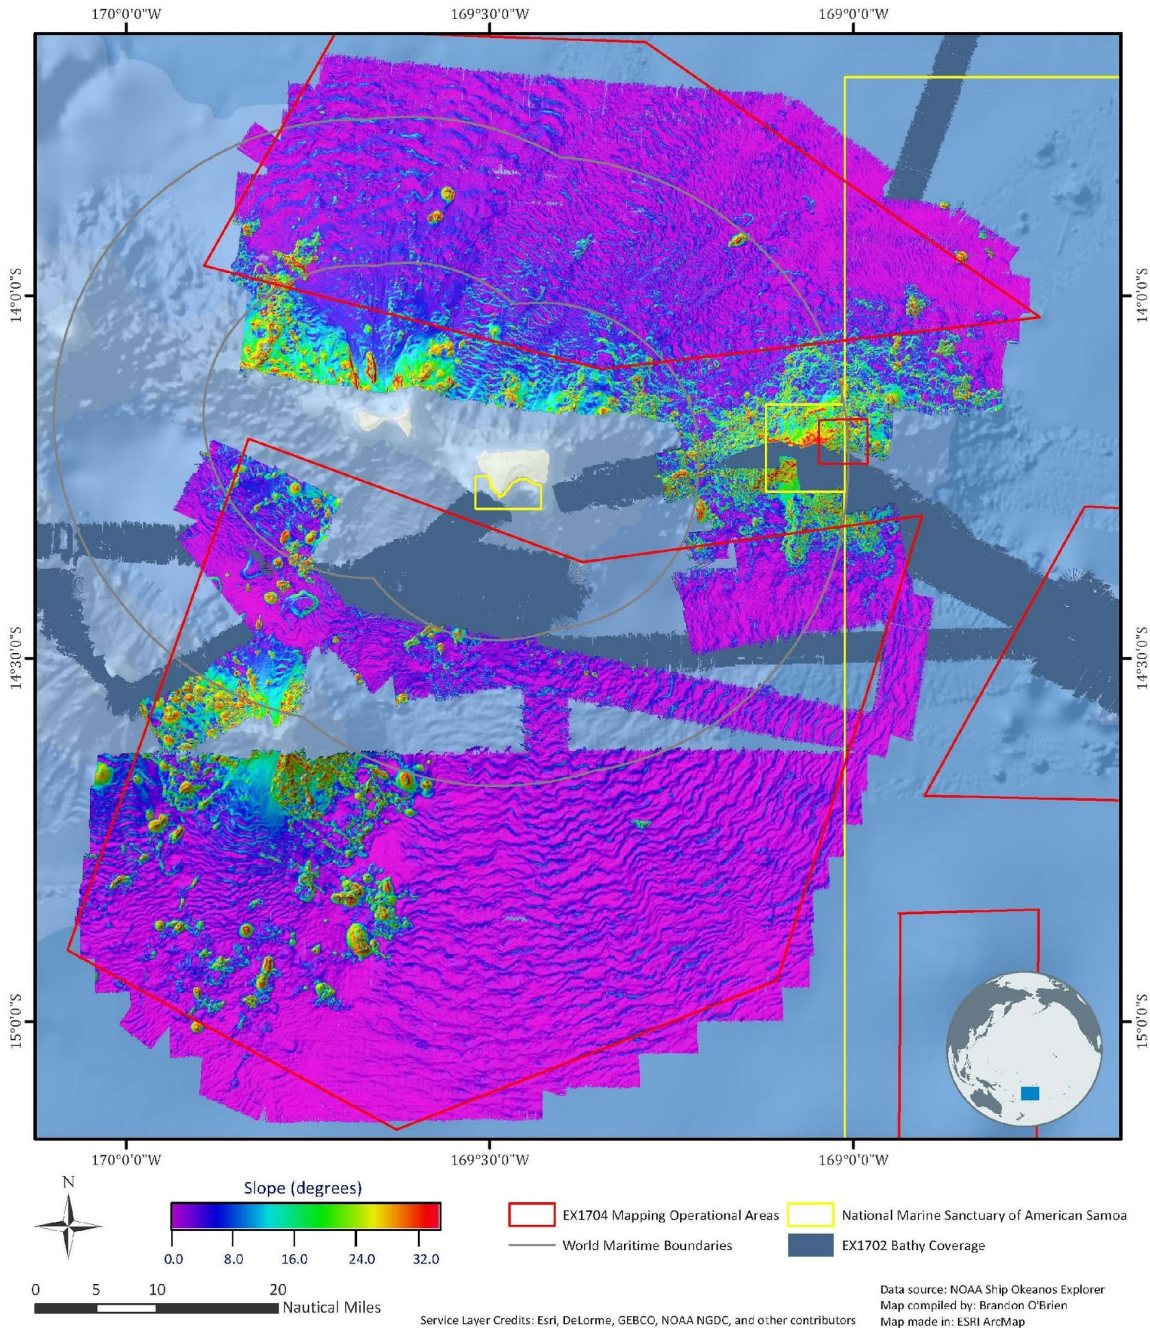 170°0'0"W 169°30'0"W 169°0'0"W
14°0'0"S 14°0'0"S
14°30'0"S 14°30'0"S
15°0'0"S 15°0'0"S
170°0'0"W 169°30'0"W 169°0'0"W
N
Slope (degrees)
0.0 8.0 16.0 24.0 32.0
EX1704 Mapping Operational Areas
World Maritime Boundaries
National Marine Sanctuary of American Samoa
EX1702 Bathy Coverage
0 5 10 20
Nautical Miles
Service Layer Credits: Esri, DeLorme, GEBCO, NOAA NGDC, and other contributors
Data source: NOAA Ship Okeanos Explorer
Map compiled by: Brandon O'Brien
Map made in: ESRI ArcMap